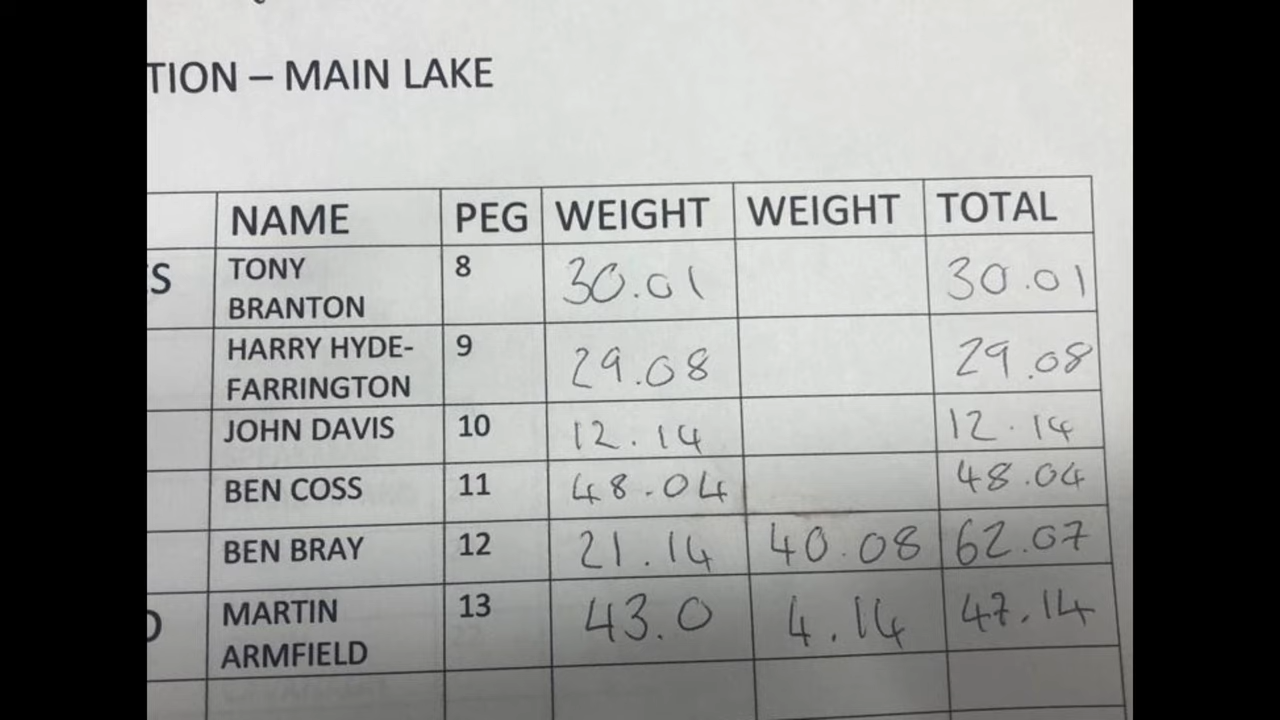 TION – MAIN LAKE
NAME PEG WEIGHT WEIGHT TOTAL
S TONY BRANTON 8 30.01 30.01
HARRY HYDE-FARRINGTON 9 29.08 29.08
JOHN DAVIS 10 12.14 12.14
BEN COSS 11 48.04 48.04
BEN BRAY 12 21.14 40.08 62.07
MARTIN ARMFIELD 13 43.0 4.14 47.14